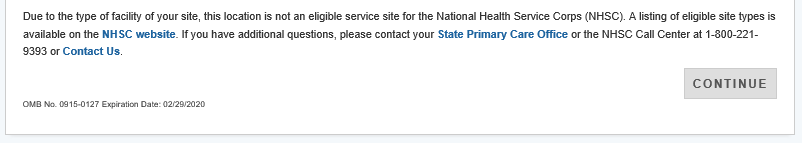 Due to the type of facility of your site, this location is not an eligible service site for the National Health Service Corps (NHSC). A listing of eligible site types is
available on the NHSC website. If you have additional questions, please contact your State Primary Care Office or the NHSC Call Center at 1-800-221-
9393 or Contact Us.
CONTINUE
OMB No. 0915-0127 Expiration Date: 02/29/2020